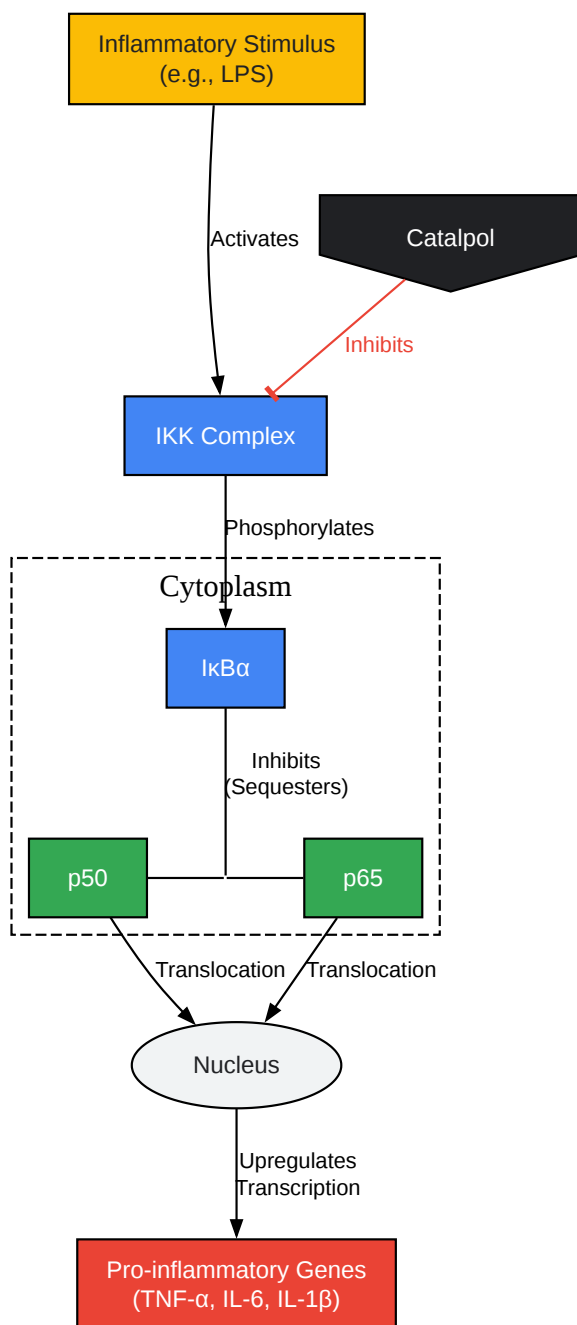 Inflammatory Stimulus
(e.g., LPS)
Activates
Catalpol
Inhibits
IKK Complex
Phosphorylates
Cytoplasm
IκBα
Inhibits
(Sequesters)
p50
p65
Translocation
Translocation
Nucleus
Upregulates
Transcription
Pro-inflammatory Genes
(TNF-α, IL-6, IL-1β)